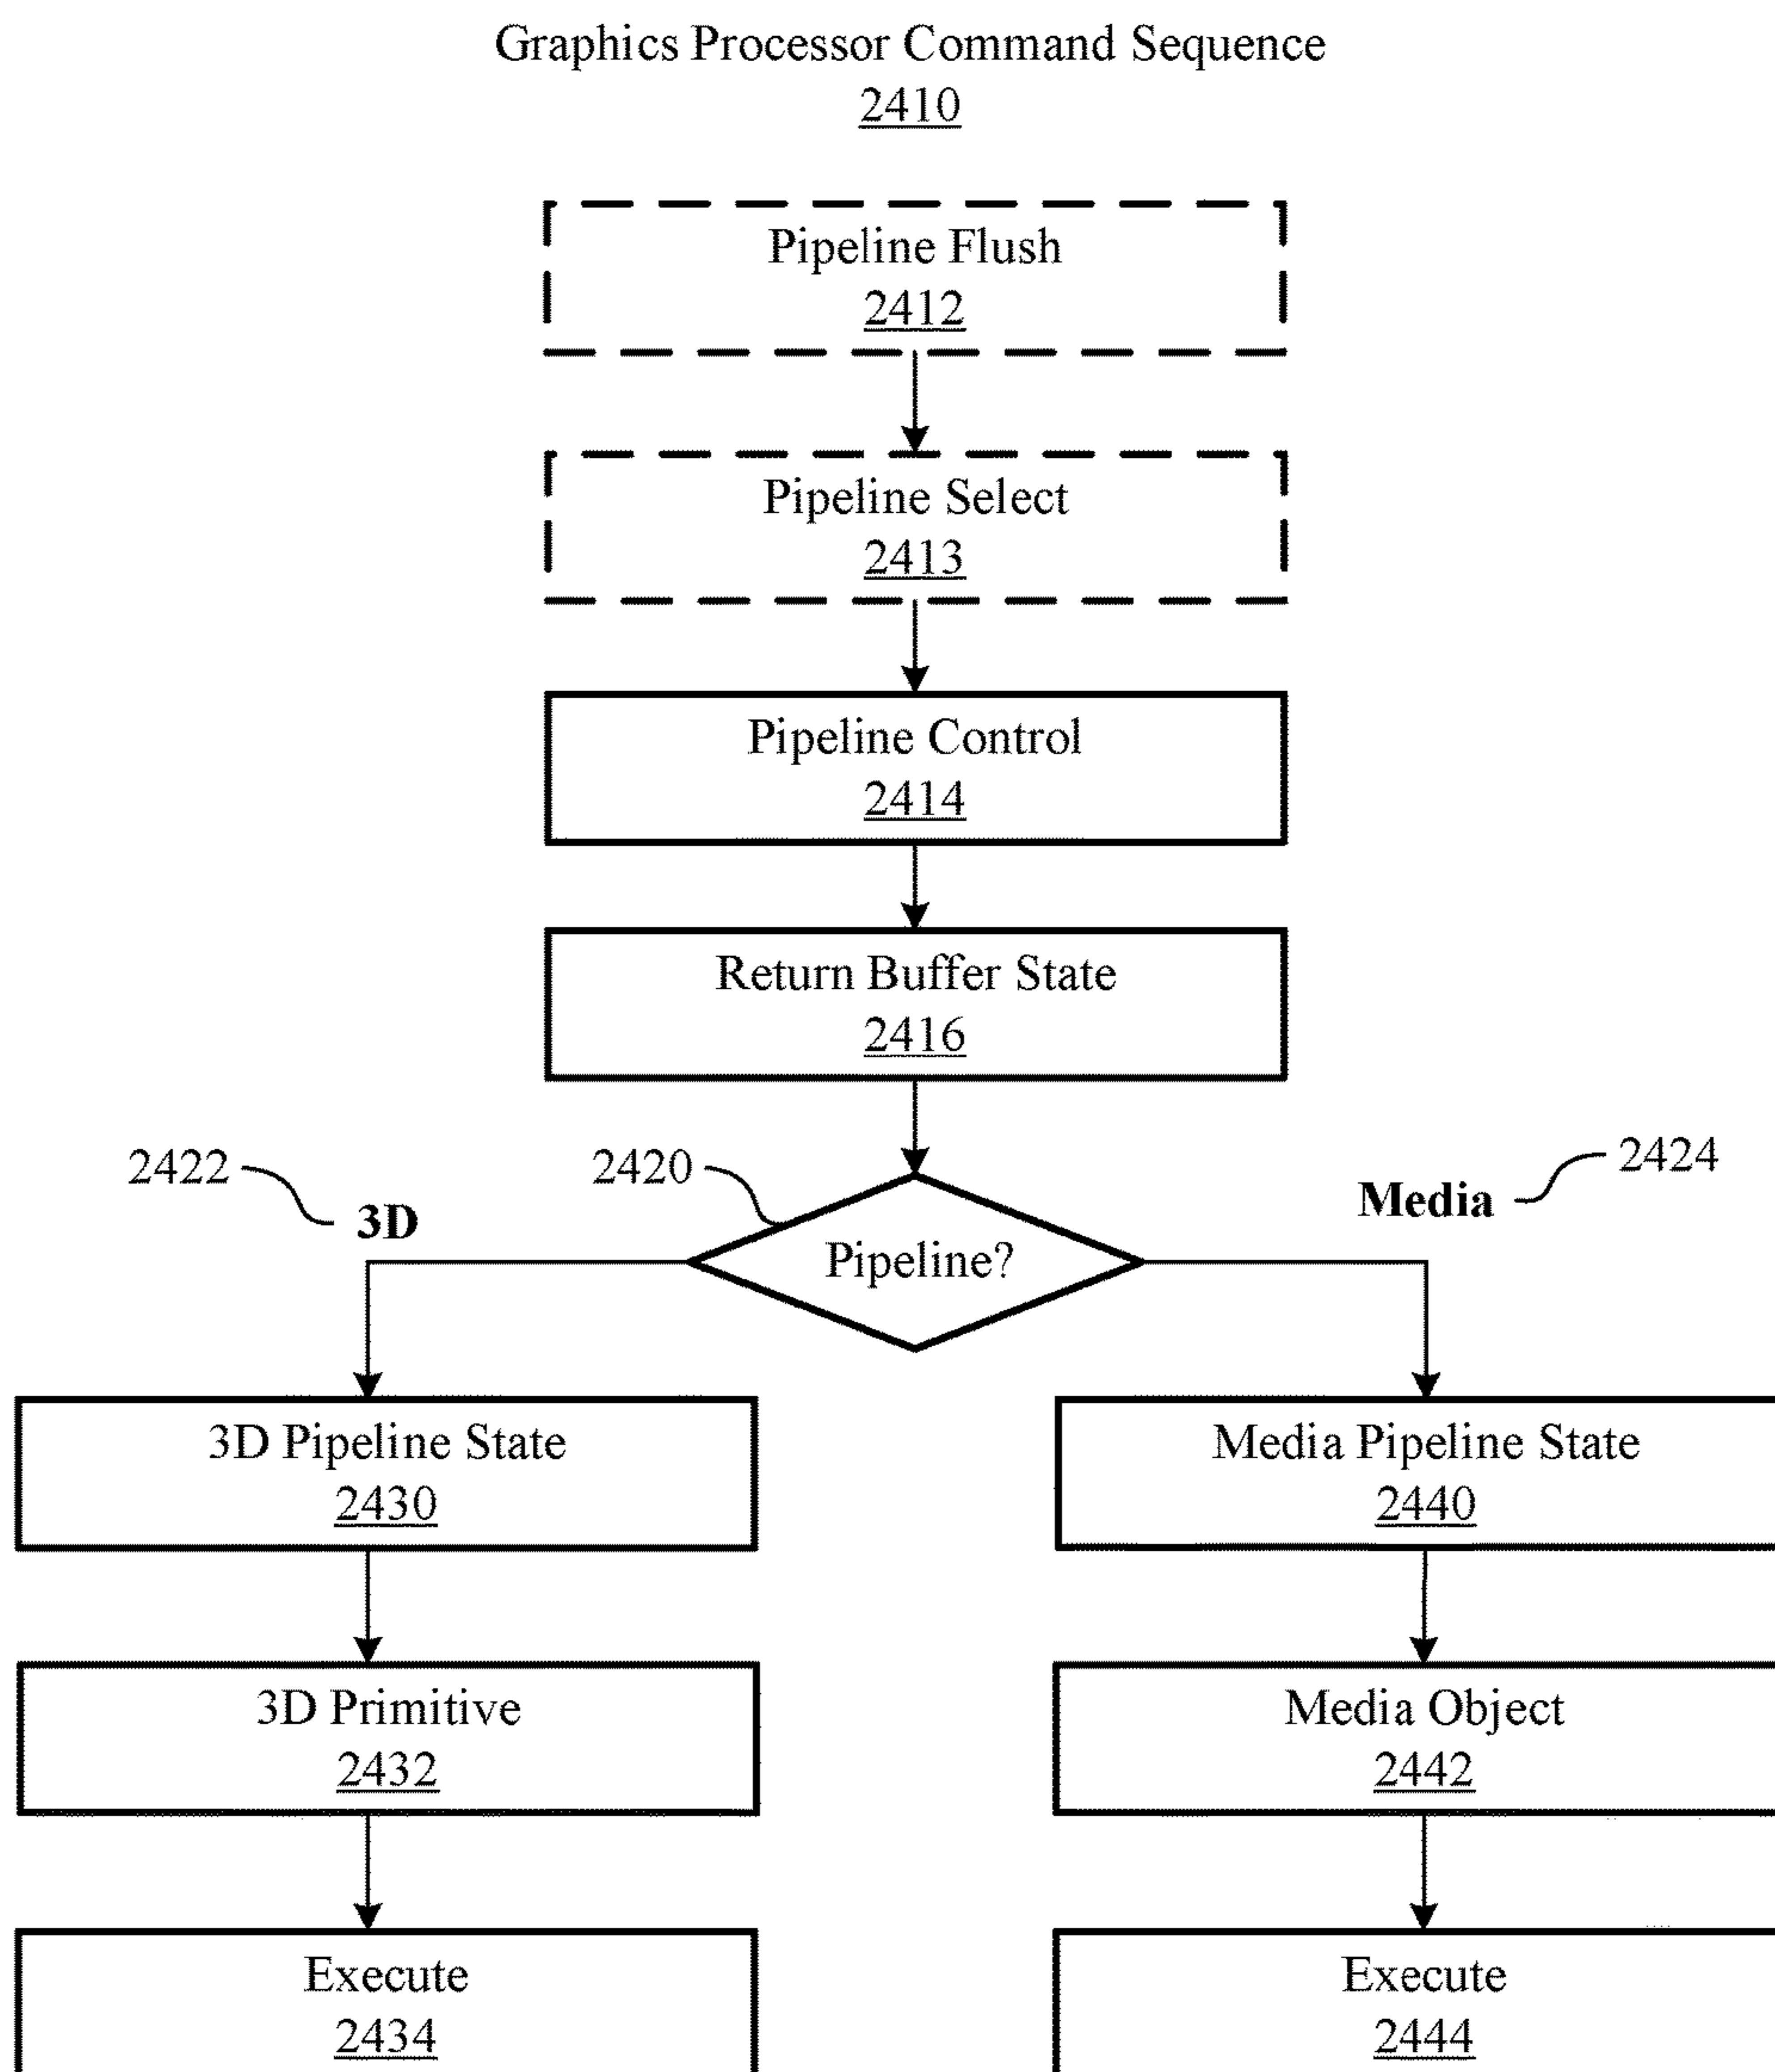 Graphics Processor Command Sequence
2410
Pipeline Flush
2412
Pipeline Select
2413
Pipeline Control
2414
Return Buffer State
2416
2422
3D
2420
Pipeline?
Media
2424
3D Pipeline State
2430
Media Pipeline State
2440
3D Primitive
2432
Media Object
2442
Execute
2434
Execute
2444